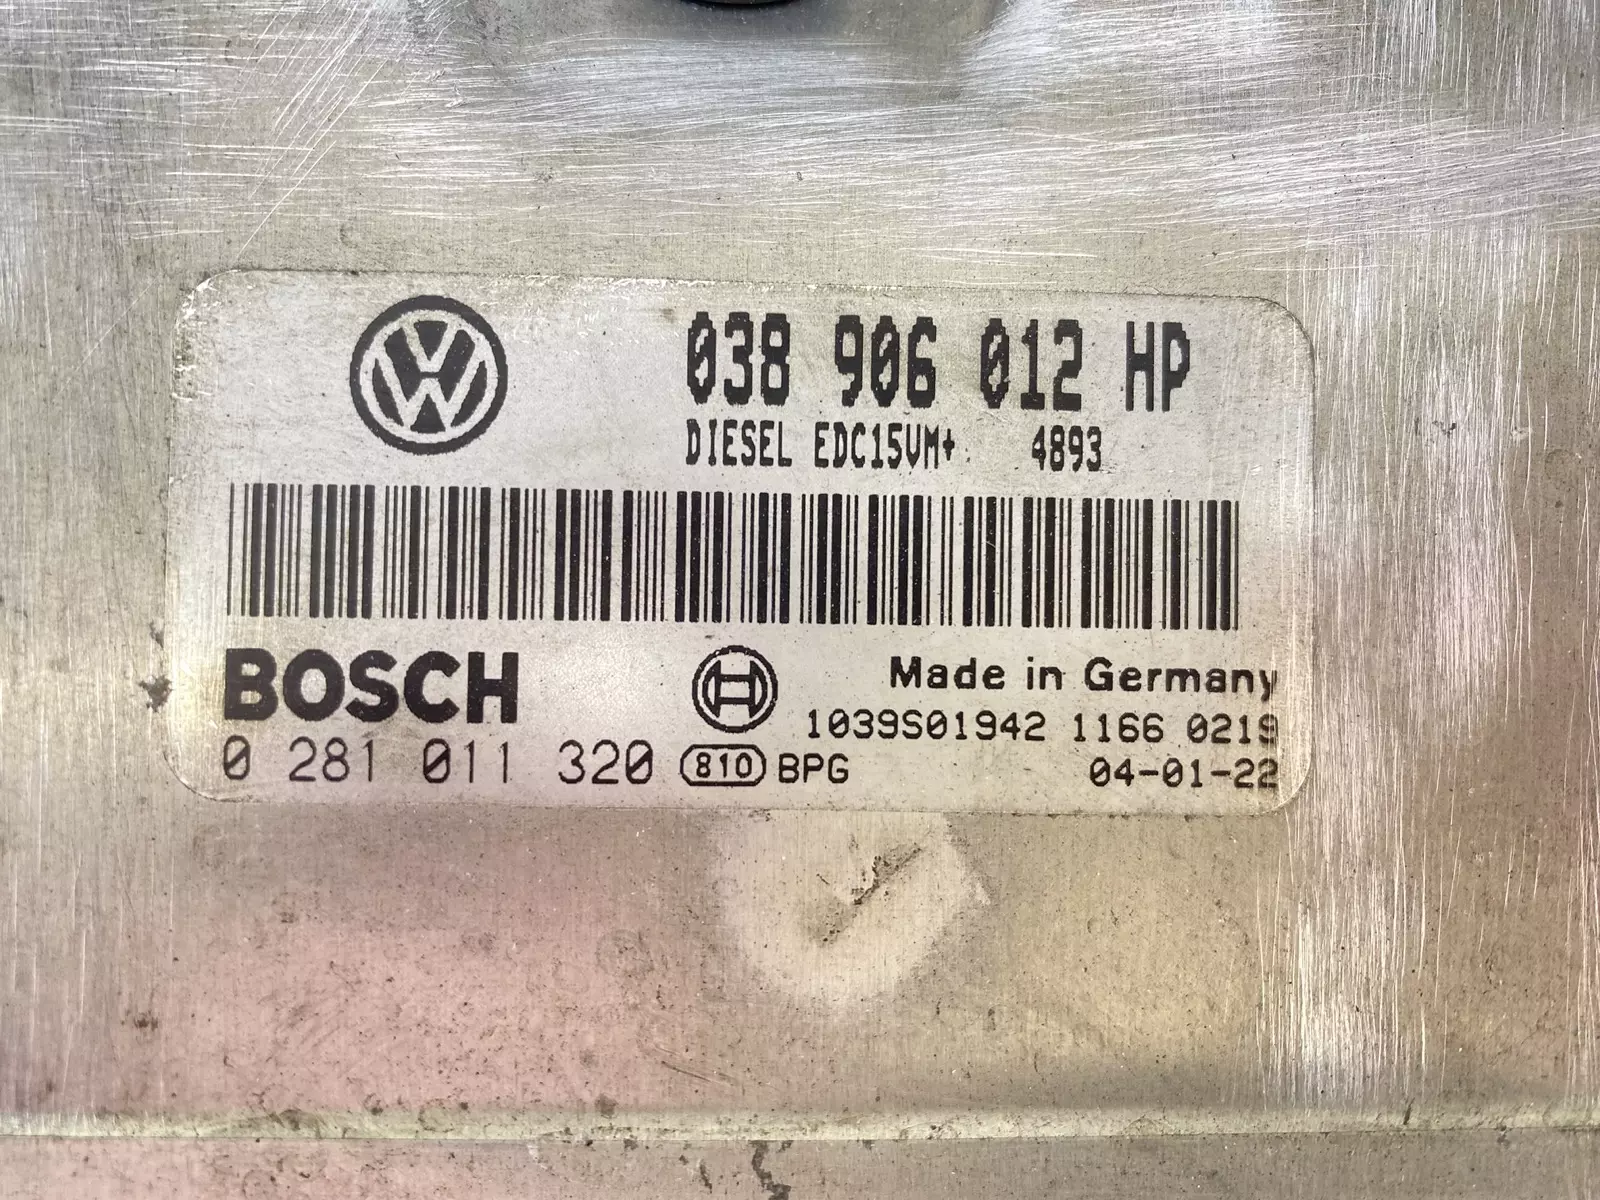 038 906 012 HP
DIESEL EDC15VM+ 4893
BOSCH
Made in Germany
1039S01942 1166 0219
0 281 011 320 810 BPG 04-01-22